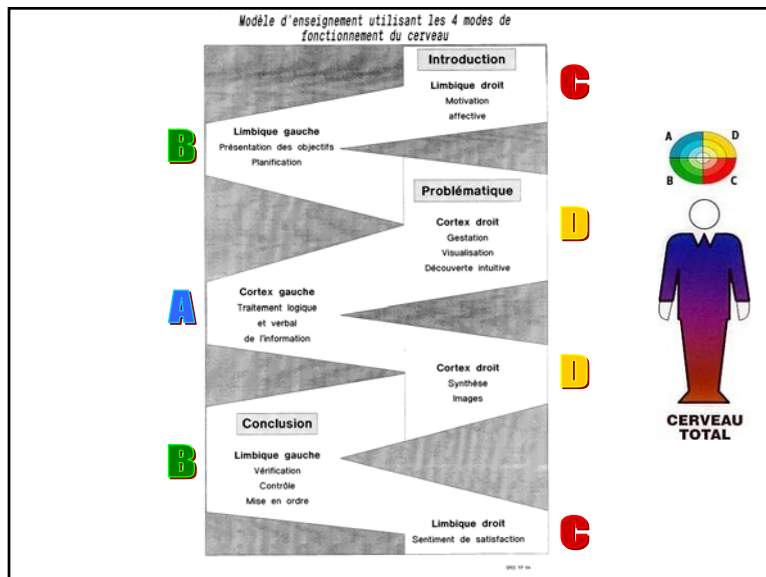 Modèle d'enseignement utilisant les 4 modes de
fonctionnement du cerveau
Introduction
Limbique droit
Motivation
affective
C
B
Limbique gauche
Présentation des objectifs
Planification
Problématique
Cortex droit
Gestation
Visualisation
Découverte intuitive
D
A
Cortex gauche
Traitement logique
et verbal
de l'information
Cortex droit
Synthèse
Images
D
Conclusion
B
Limbique gauche
Vérification
Contrôle
Mise en ordre
Limbique droit
Sentiment de satisfaction
C
A D
B C
CERVEAU
TOTAL